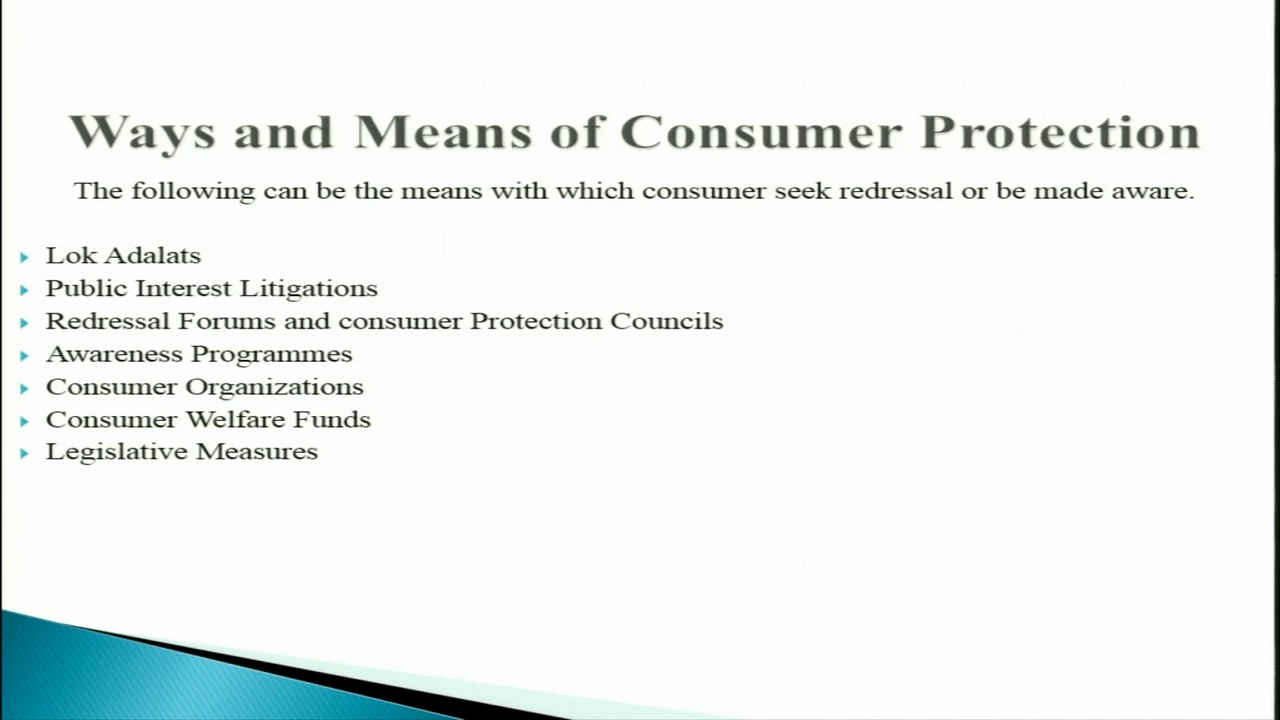 Ways and Means of Consumer Protection
The following can be the means with which consumer seek redressal or be made aware.
Lok Adalats
Public Interest Litigations
Redressal Forums and consumer Protection Councils
Awareness Programmes
Consumer Organizations
Consumer Welfare Funds
Legislative Measures